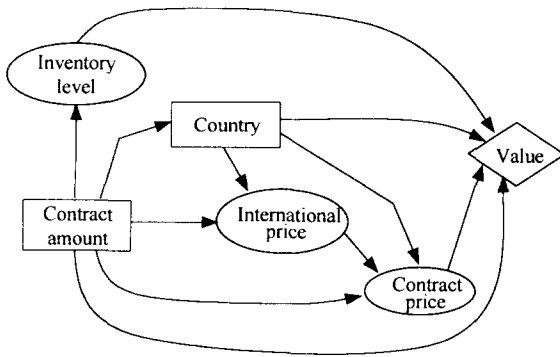 Inventory
level
Country
Value
Contract
amount
International
price
Contract
price